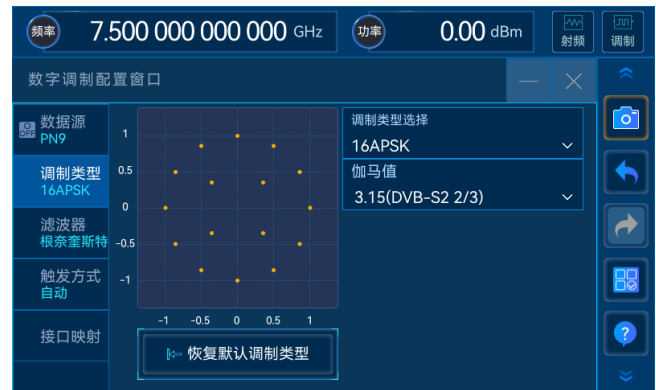 频率 7.500 000 000 000 GHz 功率 0.00 dBm 射频 调制
数字调制配置窗口
OFF 数据源
PN9
调制类型
16APSK
滤波器
根奈奎斯特
触发方式
自动
接口映射
1
0.5
0
-0.5
-1
-1 -0.5 0 0.5 1
恢复默认调制类型
调制类型选择
16APSK
伽马值
3.15(DVB-S2 2/3)
?